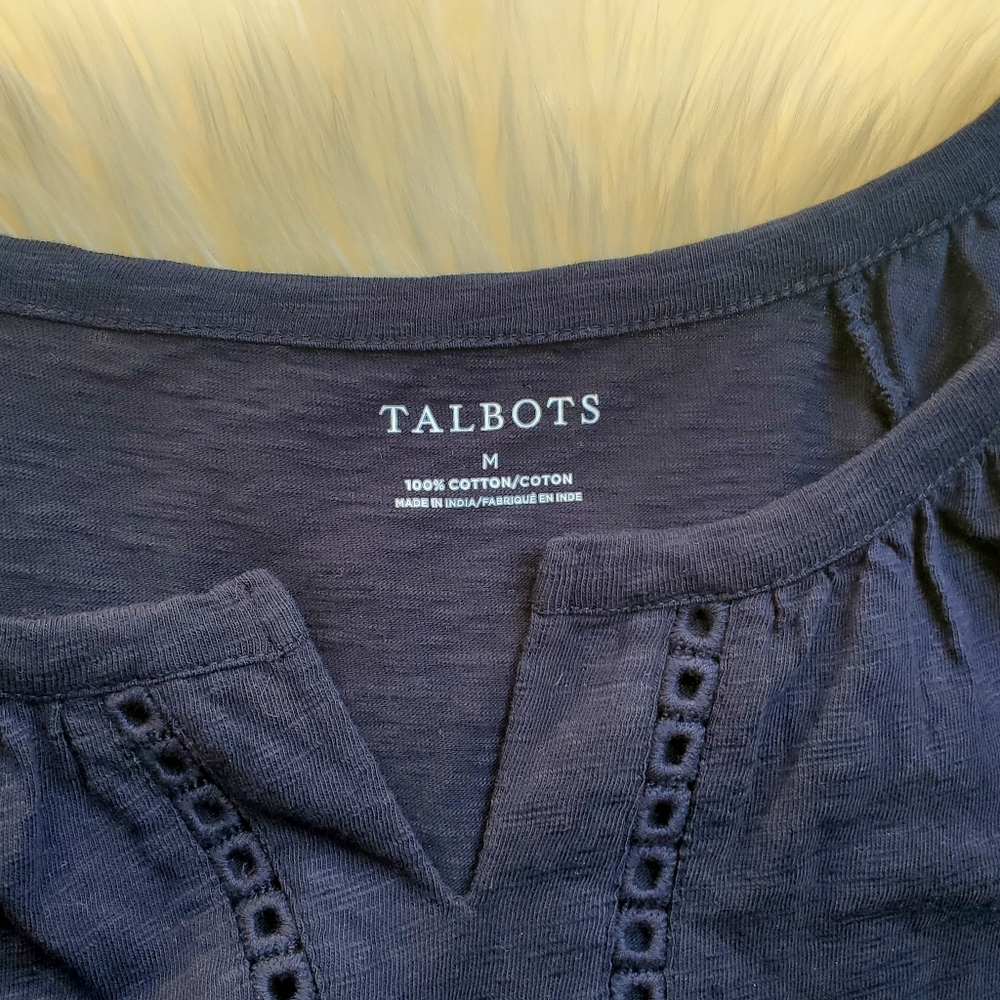 TALBOTS
M
100% COTTON/COTON
MADE IN INDIA/FABRIQUÉ EN INDE